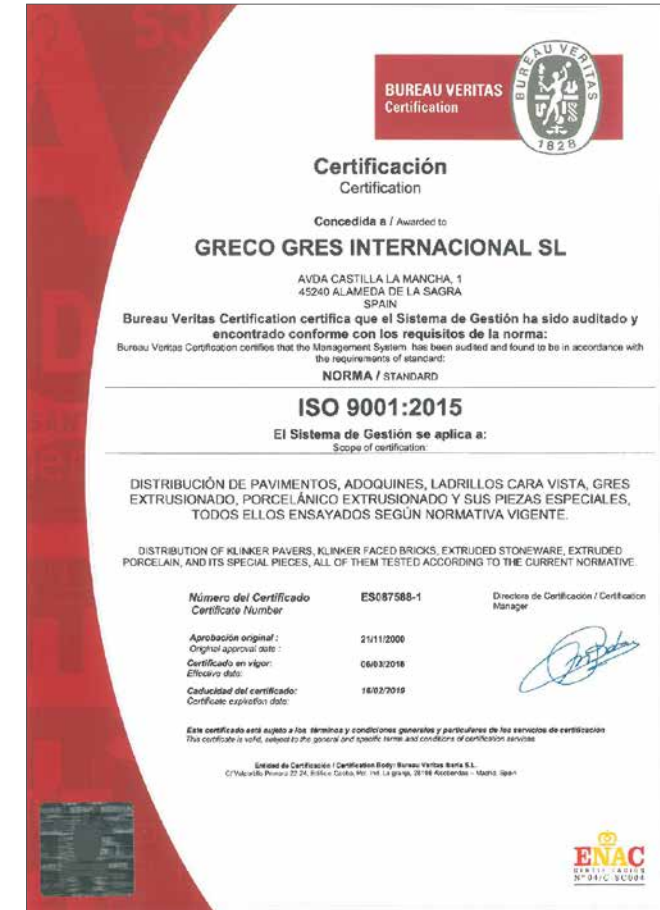 BUREAU VERITAS
Certification
BUREAU VERITAS
1828
Certificación
Certification
Concedida a / Awarded to
GRECO GRES INTERNACIONAL SL
AVDA CASTILLA LA MANCHA, 1
45240 ALAMEDA DE LA SAGRA
SPAIN
Bureau Veritas Certification certifica que el Sistema de Gestión ha sido auditado y
encontrado conforme con los requisitos de la norma:
Bureau Veritas Certification certifies that the Management System has been audited and found to be in accordance with
the requirements of standard:
NORMA / STANDARD
ISO 9001:2015
El Sistema de Gestión se aplica a:
Scope of certification:
DISTRIBUCIÓN DE PAVIMENTOS, ADOQUINES, LADRILLOS CARA VISTA, GRES
EXTRUSIONADO, PORCELÁNICO EXTRUSIONADO Y SUS PIEZAS ESPECIALES,
TODOS ELLOS ENSAYADOS SEGÚN NORMATIVA VIGENTE.
DISTRIBUTION OF KLINKER PAVERS, KLINKER FACED BRICKS, EXTRUDED STONEWARE, EXTRUDED
PORCELAIN, AND ITS SPECIAL PIECES, ALL OF THEM TESTED ACCORDING TO THE CURRENT NORMATIVE.
Número del Certificado ES087588-1 Directora de Certificación / Certification
Certificate Number Manager
Aprobación original : 21/11/2000
Original approval date :
Certificado en vigor: 06/03/2018
Effective date:
Caducidad del certificado: 16/02/2019
Certificate expiration date:
Este certificado está sujeto a los términos y condiciones generales y particulares de los servicios de certificación
This certificate is valid, subject to the general and specific terms and conditions of certification services
Entidad de Certificación / Certification Body: Bureau Veritas Iberia S.L.
Madrid, Spain
ENAC